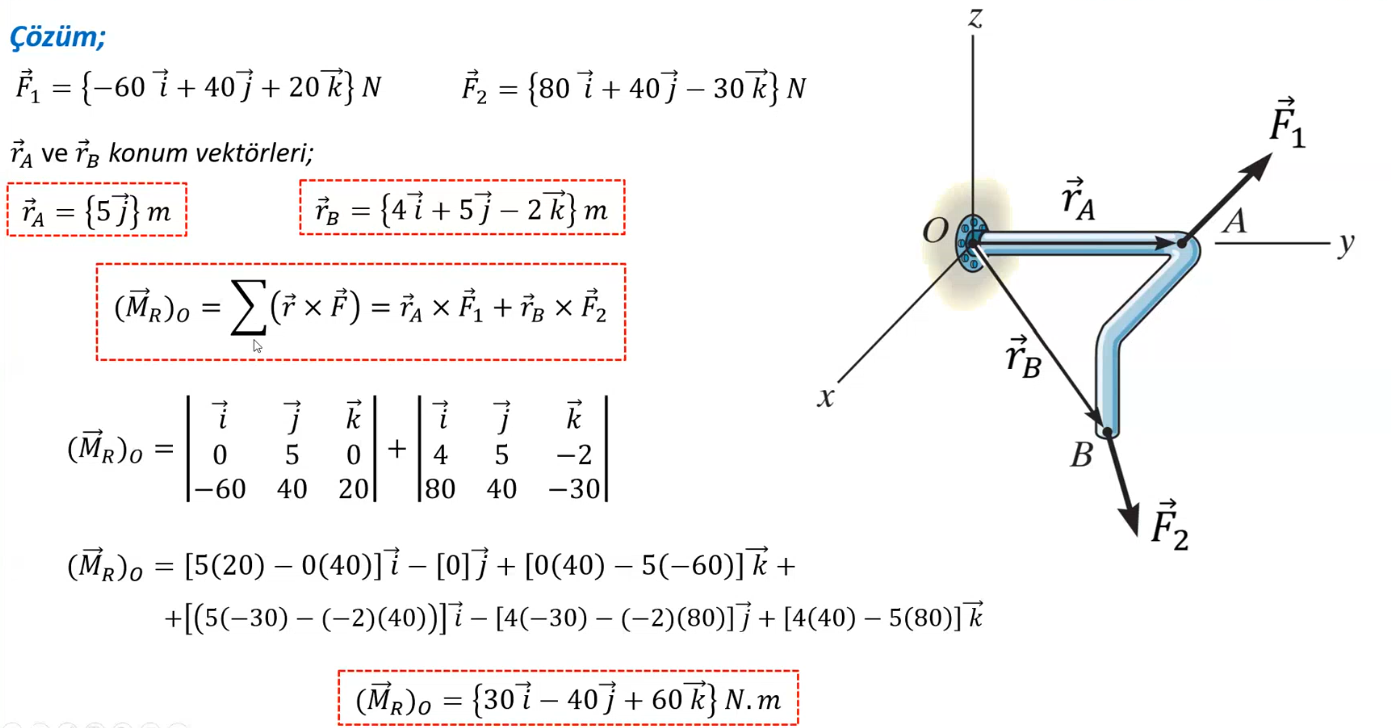 Çözüm;
F⃗₁ = {−60 i⃗ + 40 j⃗ + 20 k⃗} N
F⃗₂ = {80 i⃗ + 40 j⃗ − 30 k⃗} N
r⃗_A ve r⃗_B konum vektörleri;
r⃗_A = {5 j⃗} m
r⃗_B = {4 i⃗ + 5 j⃗ − 2 k⃗} m
(M⃗_R)_O = ∑(r⃗ × F⃗) = r⃗_A × F⃗₁ + r⃗_B × F⃗₂
(M⃗_R)_O = | i⃗ j⃗ k⃗ | + | i⃗ j⃗ k⃗ |
| 0 5 0 | | 4 5 −2 |
| −60 40 20 | | 80 40 −30 |
(M⃗_R)_O = [5(20) − 0(40)] i⃗ − [0] j⃗ + [0(40) − 5(−60)] k⃗ +
+[(5(−30) − (−2)(40))] i⃗ − [4(−30) − (−2)(80)] j⃗ + [4(40) − 5(80)] k⃗
(M⃗_R)_O = {30 i⃗ − 40 j⃗ + 60 k⃗} N.m
z
F⃗₁
r⃗_A
A
O
y
r⃗_B
x
B
F⃗₂